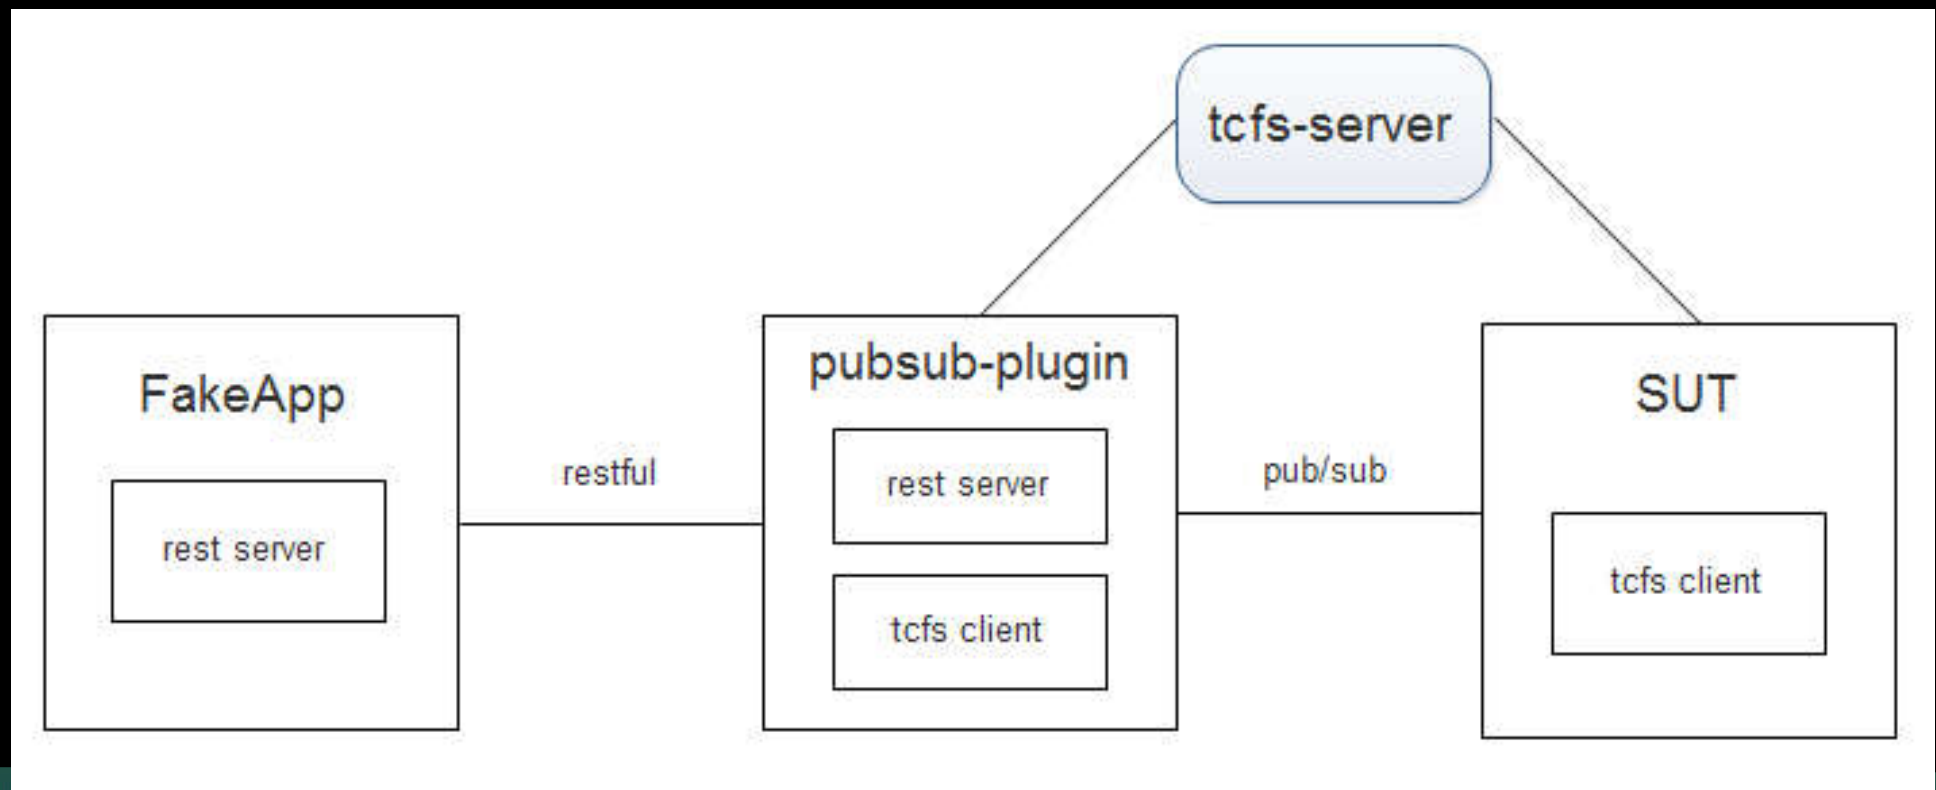 tcfs-server
FakeApp
rest server
restful
pubsub-plugin
rest server
tcfs client
pub/sub
SUT
tcfs client